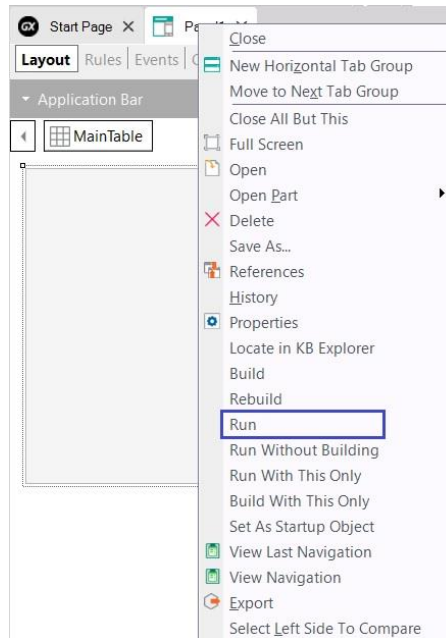 GX Start Page
Close
Layout Rules Events
New Horizontal Tab Group
Move to Next Tab Group
Application Bar
Close All But This
MainTable
Full Screen
Open
Open Part
Delete
Save As...
References
History
Properties
Locate in KB Explorer
Build
Rebuild
Run
Run Without Building
Run With This Only
Build With This Only
Set As Startup Object
View Last Navigation
View Navigation
Export
Select Left Side To Compare